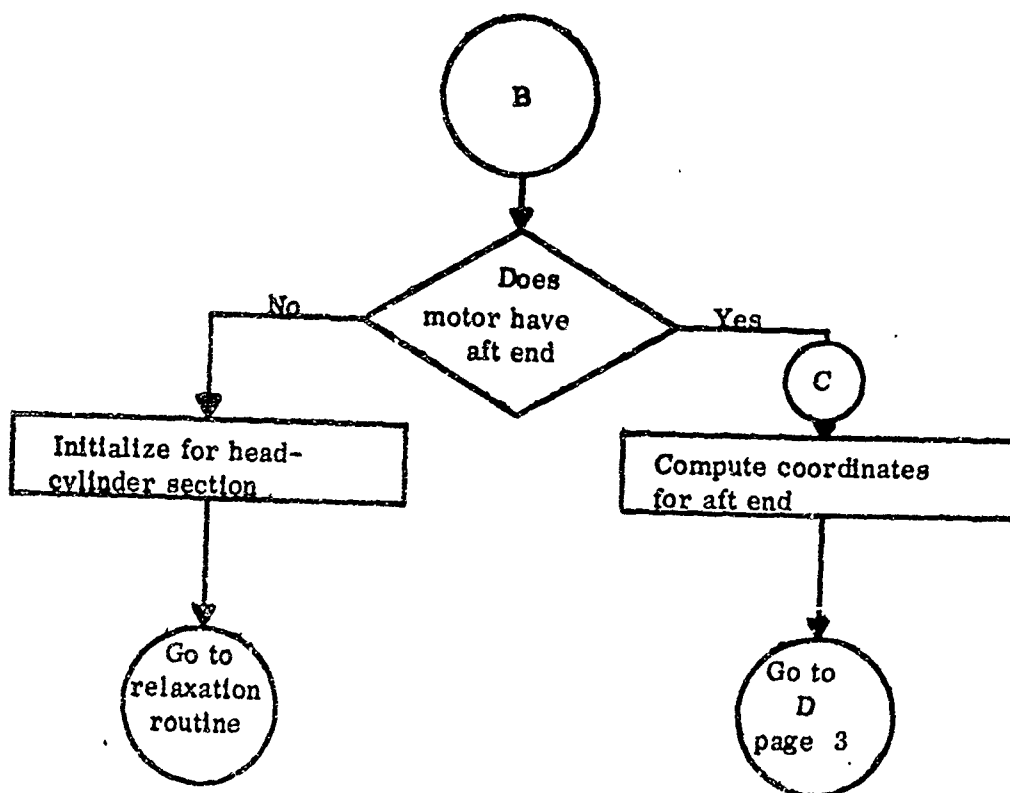 B
Does
motor have
aft end
No
Yes
C
Initialize for head-
cylinder section
Compute coordinates
for aft end
Go to
relaxation
routine
Go to
D
page 3